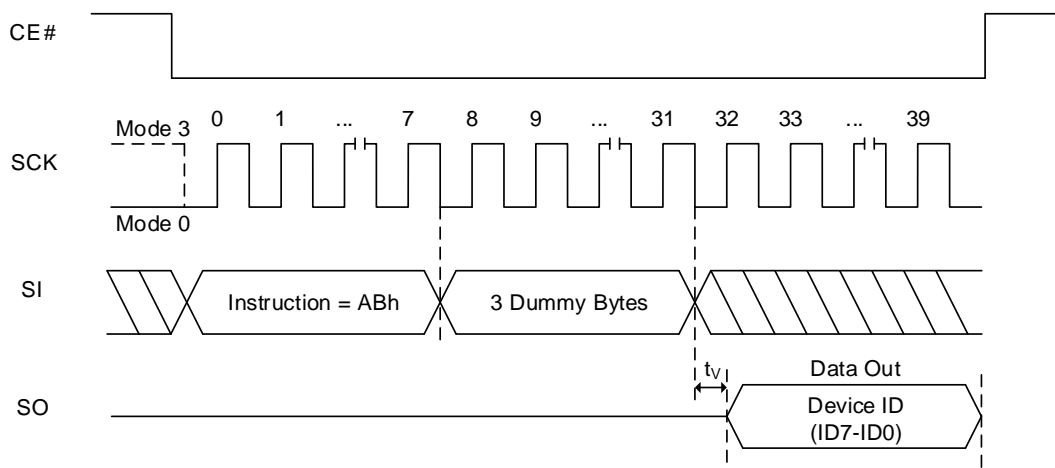 CE#
0 1 ... 7 8 9 ... 31 32 33 ... 39
Mode 3
SCK
Mode 0
SI
Instruction = ABh
3 Dummy Bytes
tV
Data Out
SO
Device ID
(ID7-ID0)